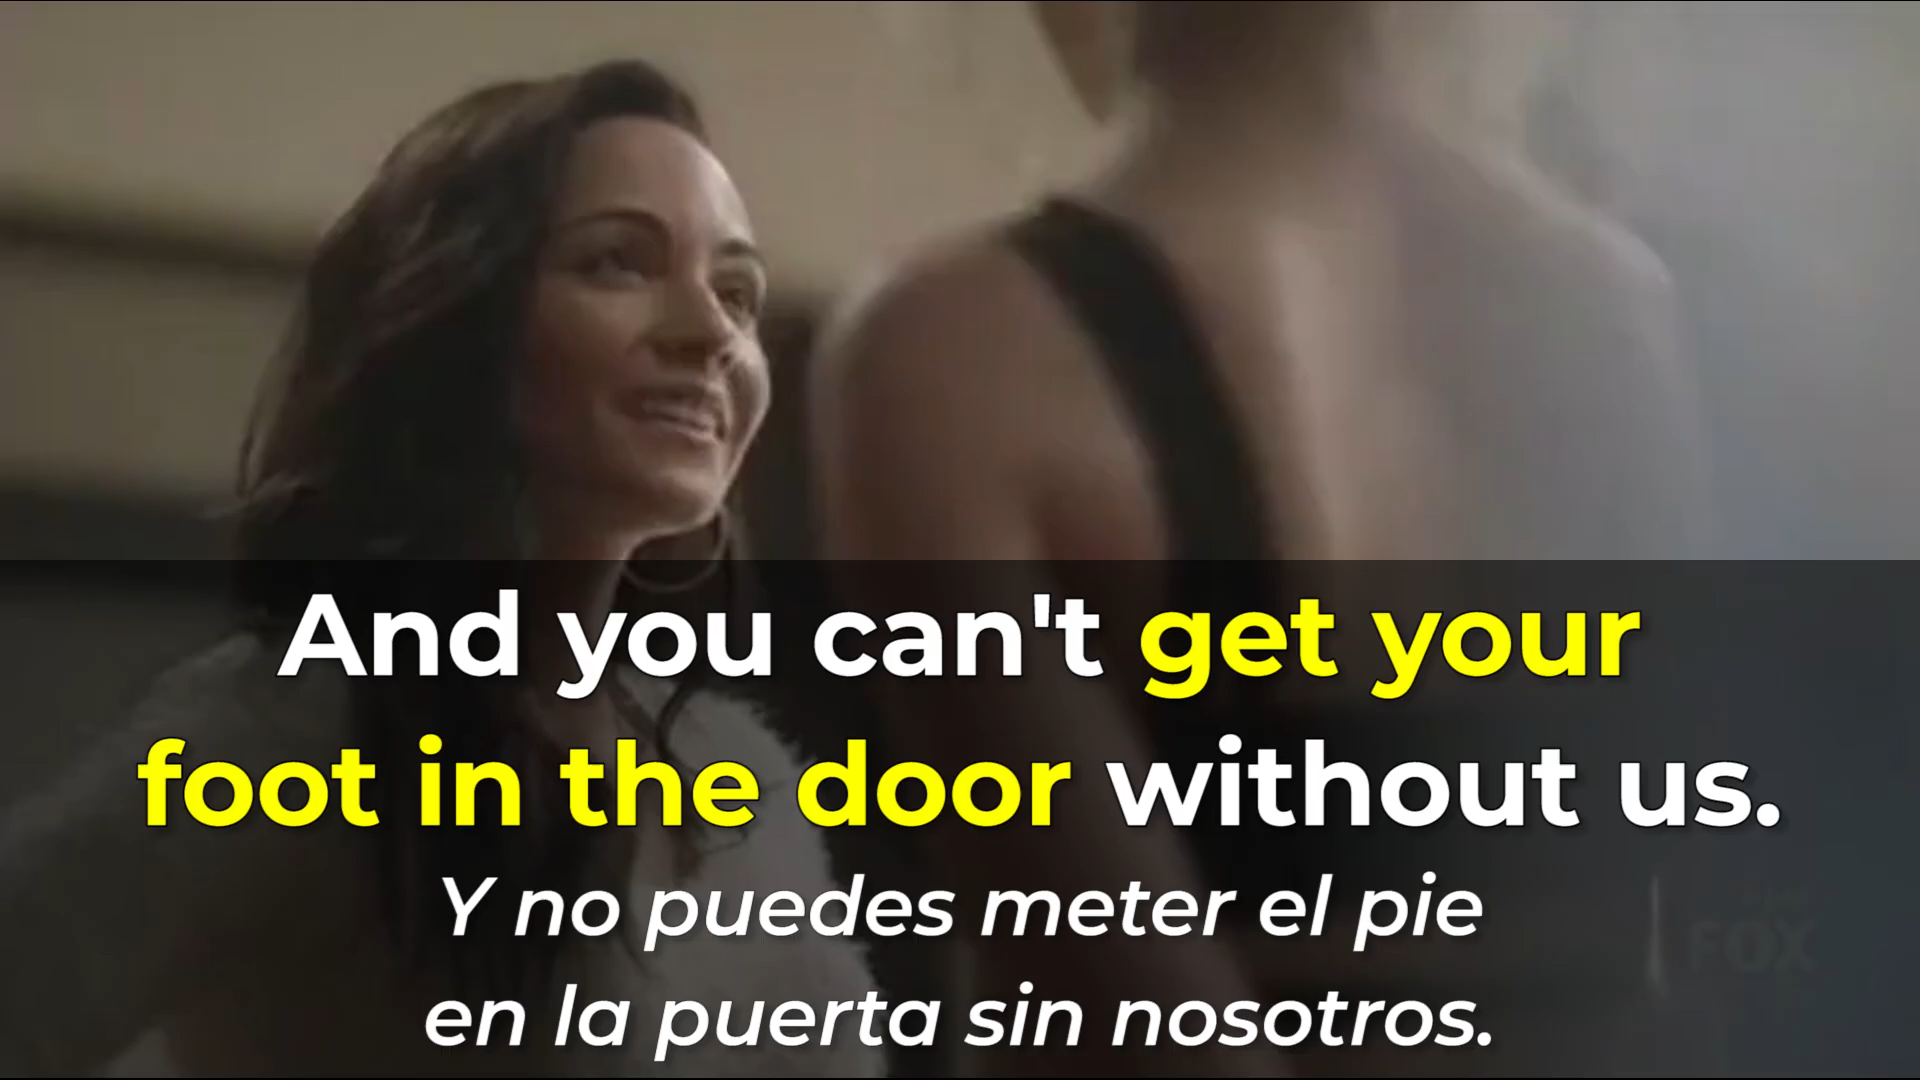 And you can't get your
foot in the door without us.
Y no puedes meter el pie
en la puerta sin nosotros.
FOX